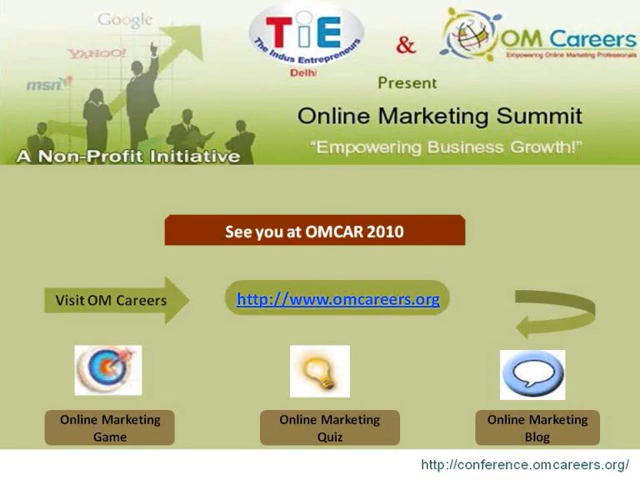 Google
YAHOO!
msn
TiE
The Indus Entrepreneurs
Delhi
&
OM Careers
Empowering Online Marketing Professionals
Present
Online Marketing Summit
"Empowering Business Growth!"
A Non-Profit Initiative
See you at OMCAR 2010
Visit OM Careers
http://www.omcareers.org
Online Marketing
Game
Online Marketing
Quiz
Online Marketing
Blog
http://conference.omcareers.org/